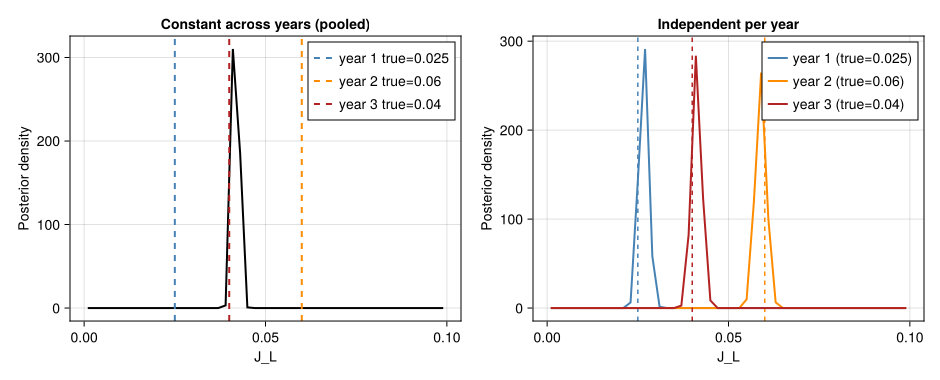 Constant across years (pooled)
Posterior density
300
200
100
0
0.00
0.05
0.10
J_L
year 1 true=0.025
year 2 true=0.06
year 3 true=0.04
Independent per year
Posterior density
300
200
100
0
0.00
0.05
0.10
J_L
year 1 (true=0.025)
year 2 (true=0.06)
year 3 (true=0.04)